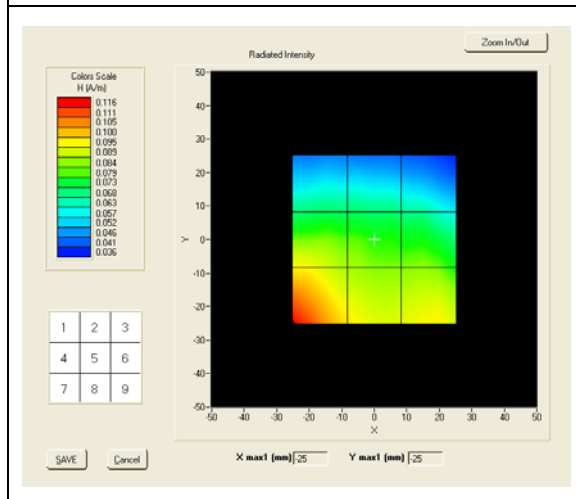 Zoom In/Out
Radiated Intensity
Colors Scale
H (A/m)
0.116
0.111
0.105
0.100
0.095
0.089
0.084
0.079
0.073
0.068
0.063
0.057
0.052
0.046
0.041
0.036
50
40
30
20
10
0
-10
-20
-30
-40
-50
Y
-50 -40 -30 -20 -10 0 10 20 30 40 50
X
1 2 3
4 5 6
7 8 9
SAVE Cancel
X max1 (mm) -25 Y max1 (mm) -25